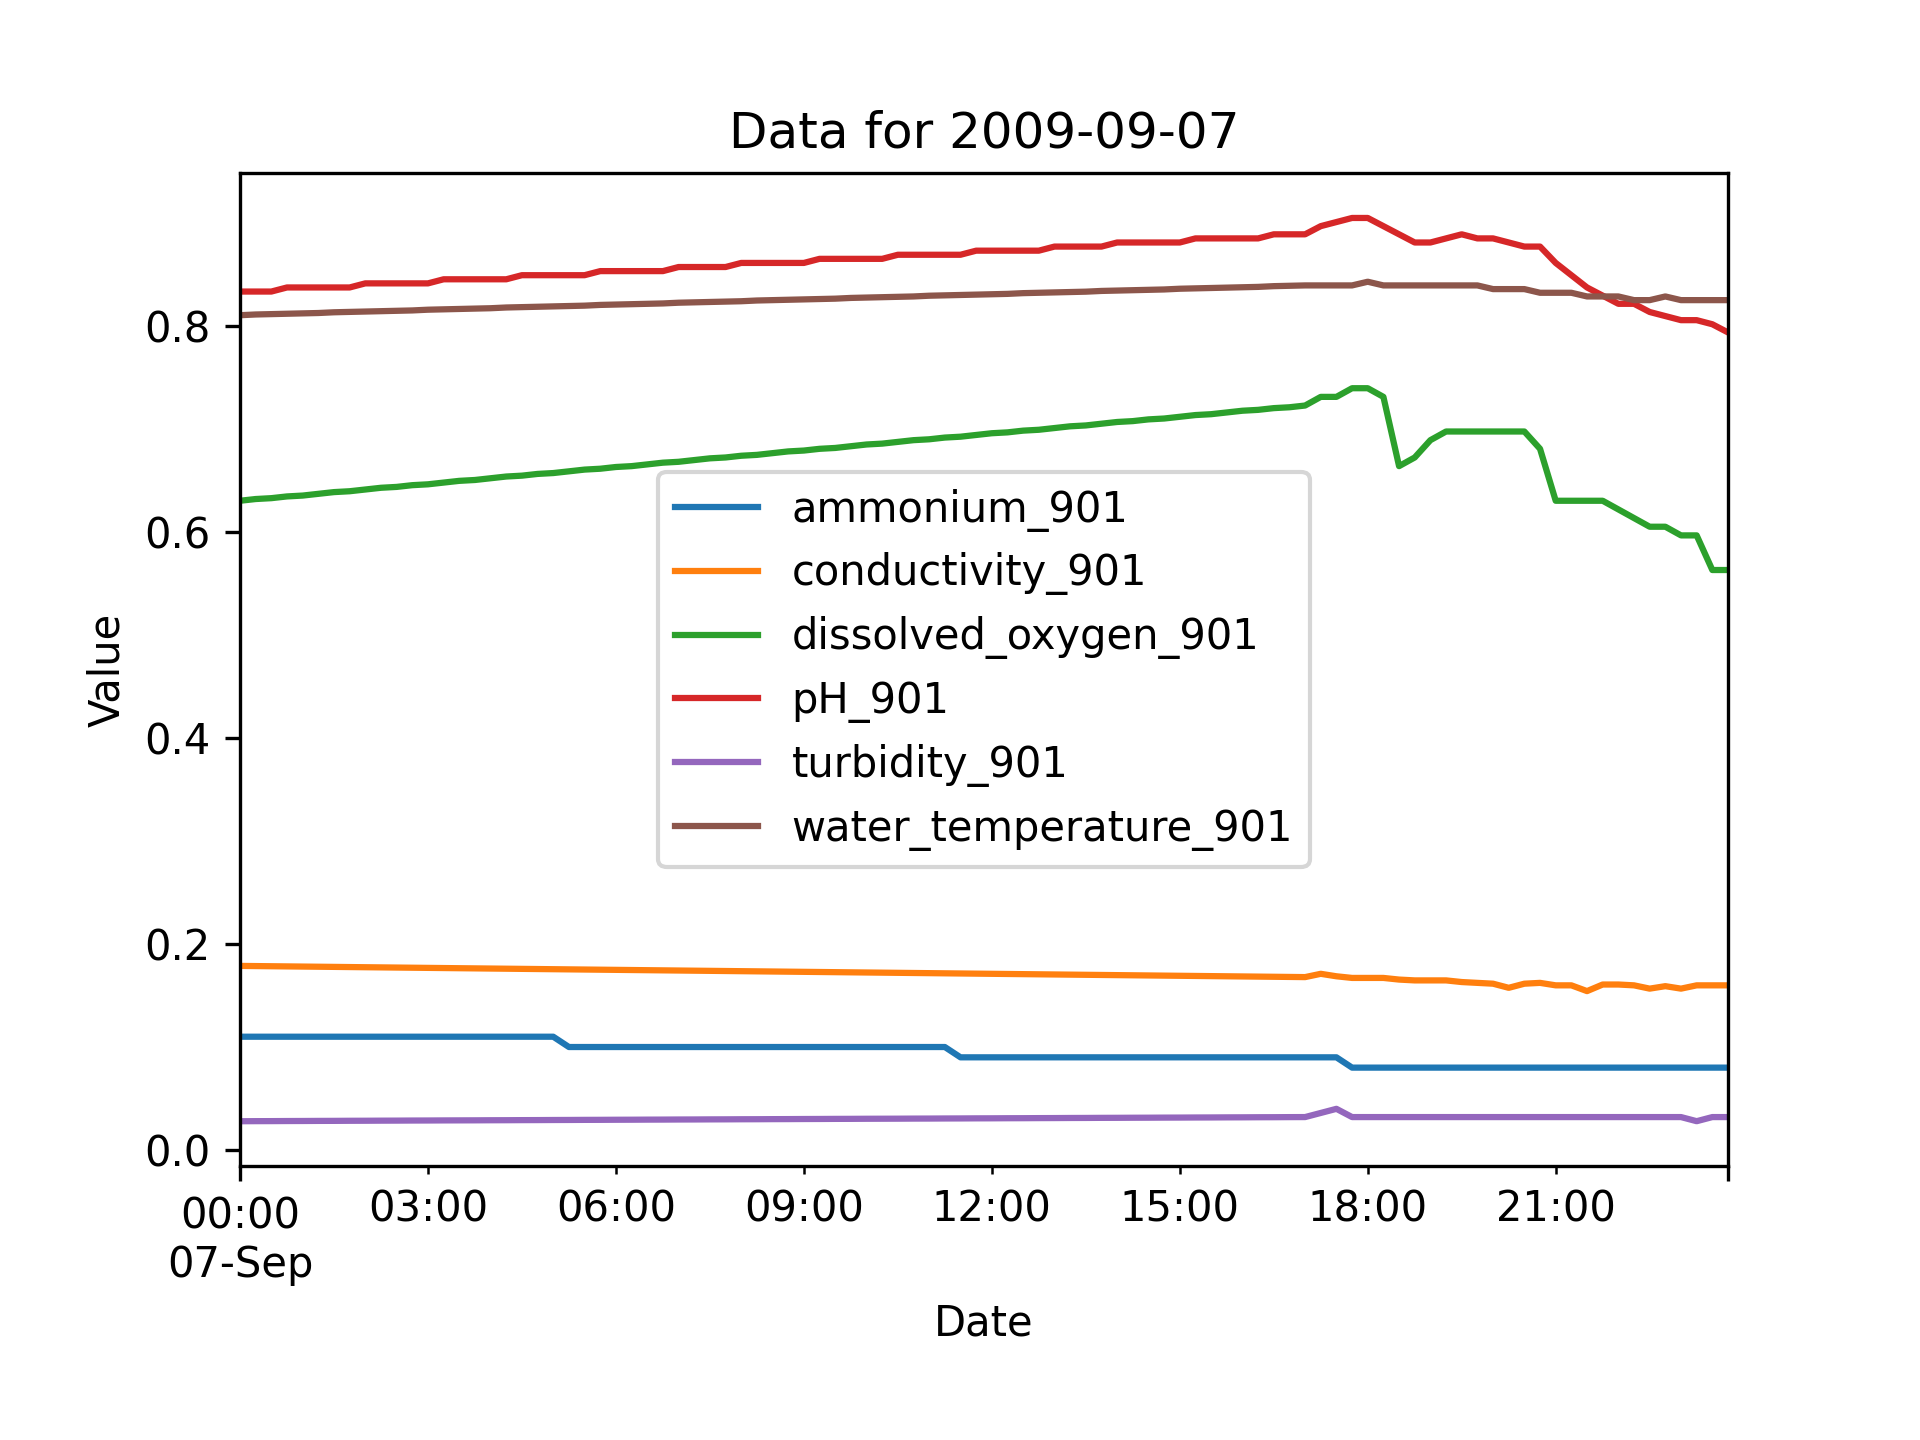 Data for 2009-09-07
Value
0.8
0.6
0.4
0.2
0.0
ammonium_901
conductivity_901
dissolved_oxygen_901
pH_901
turbidity_901
water_temperature_901
00:00 03:00 06:00 09:00 12:00 15:00 18:00 21:00
07-Sep
Date